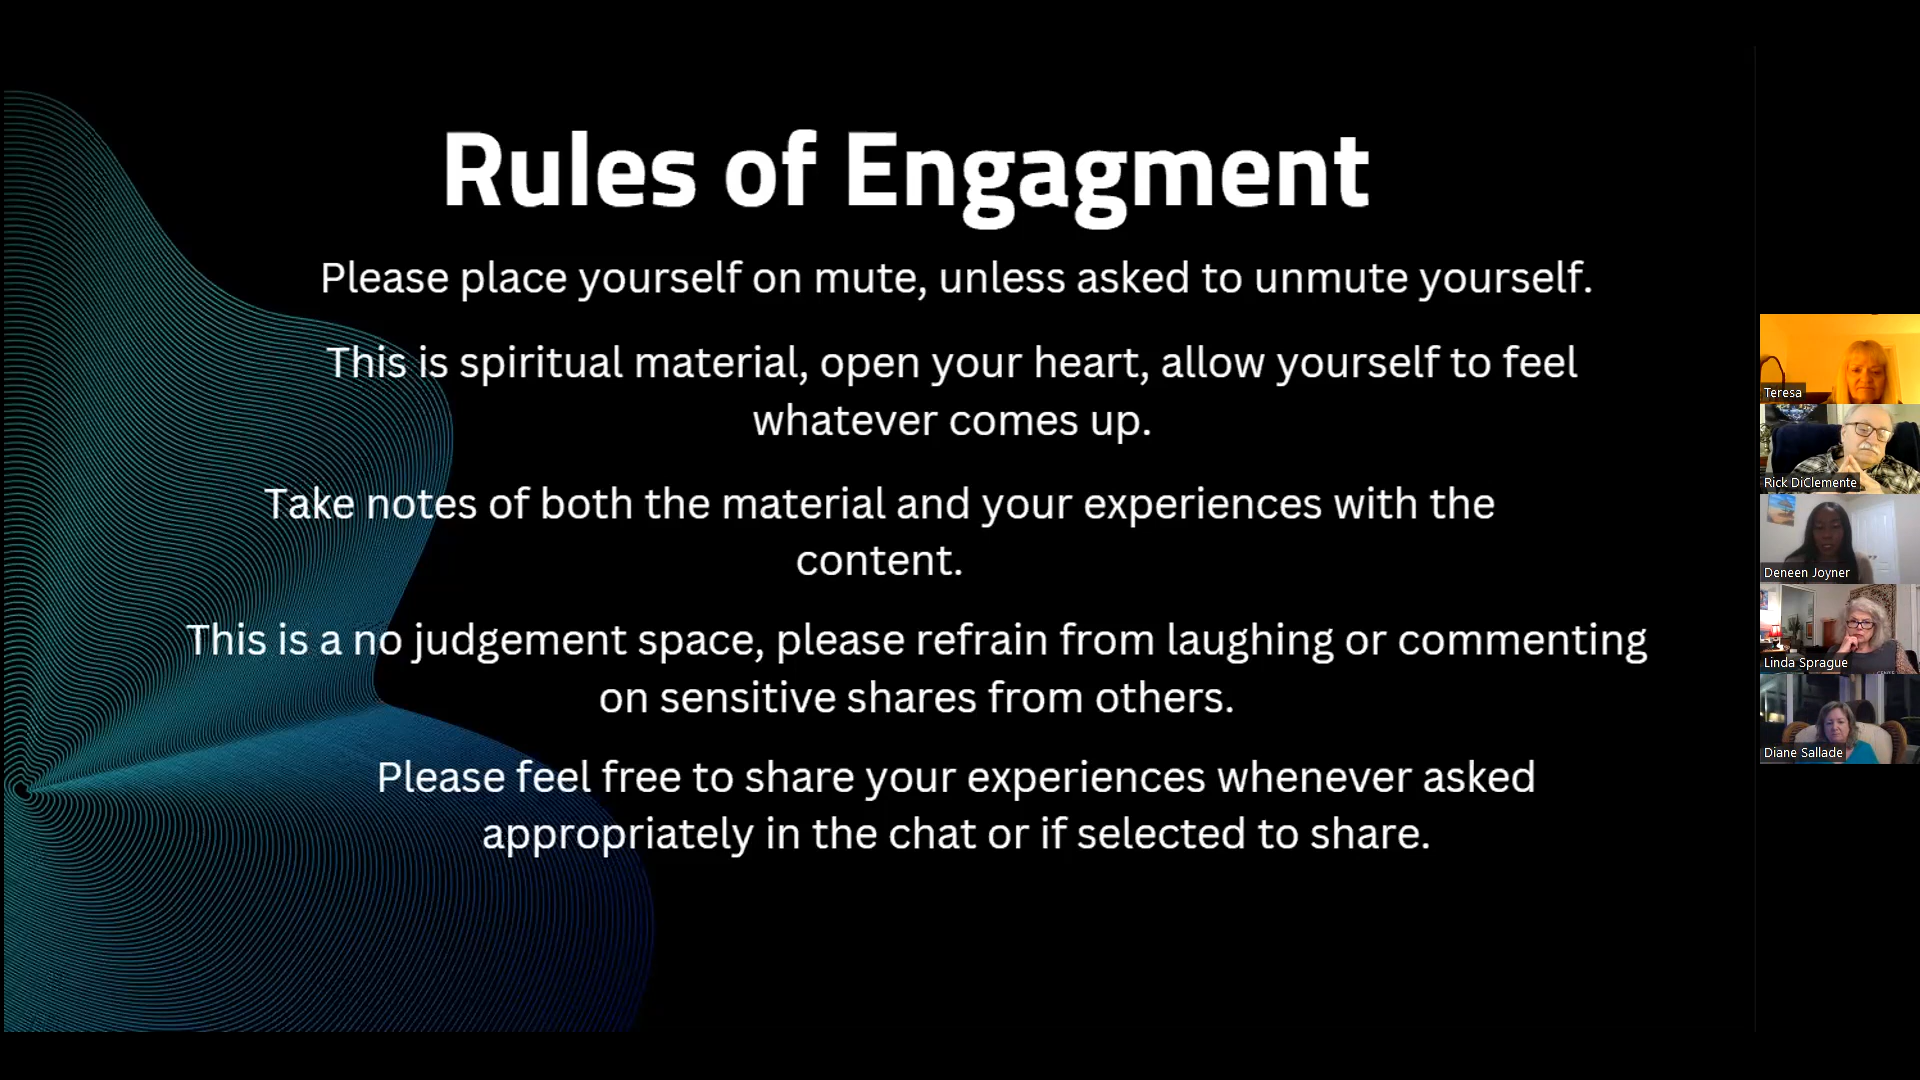 Rules of Engagment
Please place yourself on mute, unless asked to unmute yourself.
This is spiritual material, open your heart, allow yourself to feel
whatever comes up.
Take notes of both the material and your experiences with the
content.
This is a no judgement space, please refrain from laughing or commenting
on sensitive shares from others.
Please feel free to share your experiences whenever asked
appropriately in the chat or if selected to share.
Teresa
Rick DiClemente
Deneen Joyner
Linda Sprague
Diane Sallade